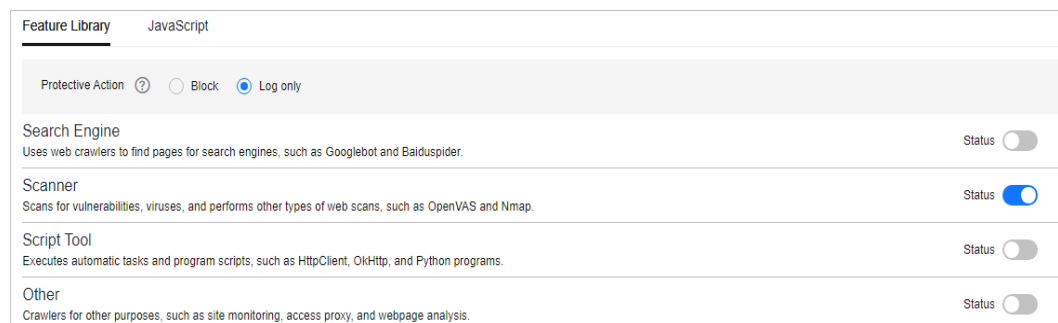 Feature Library JavaScript
Protective Action ? Block Log only
Search Engine
Uses web crawlers to find pages for search engines, such as Googlebot and Baiduspider.
Status
Scanner
Scans for vulnerabilities, viruses, and performs other types of web scans, such as OpenVAS and Nmap.
Status
Script Tool
Executes automatic tasks and program scripts, such as HttpClient, OkHttp, and Python programs.
Status
Other
Crawlers for other purposes, such as site monitoring, access proxy, and webpage analysis.
Status